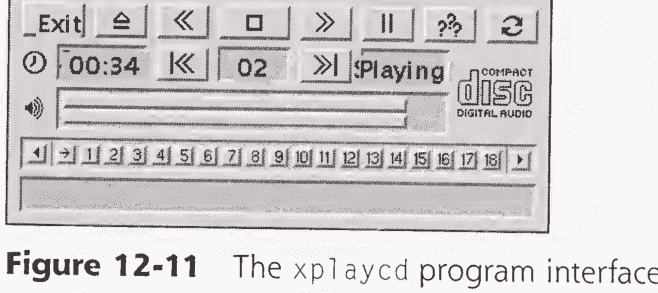 _Exit ???
00:34 02 :Playing
COMPACT
disc
DIGITAL AUDIO
1 2 3 4 5 6 7 8 9 10 11 12 13 14 15 16 17 18
Figure 12-11 The xplaycd program interface